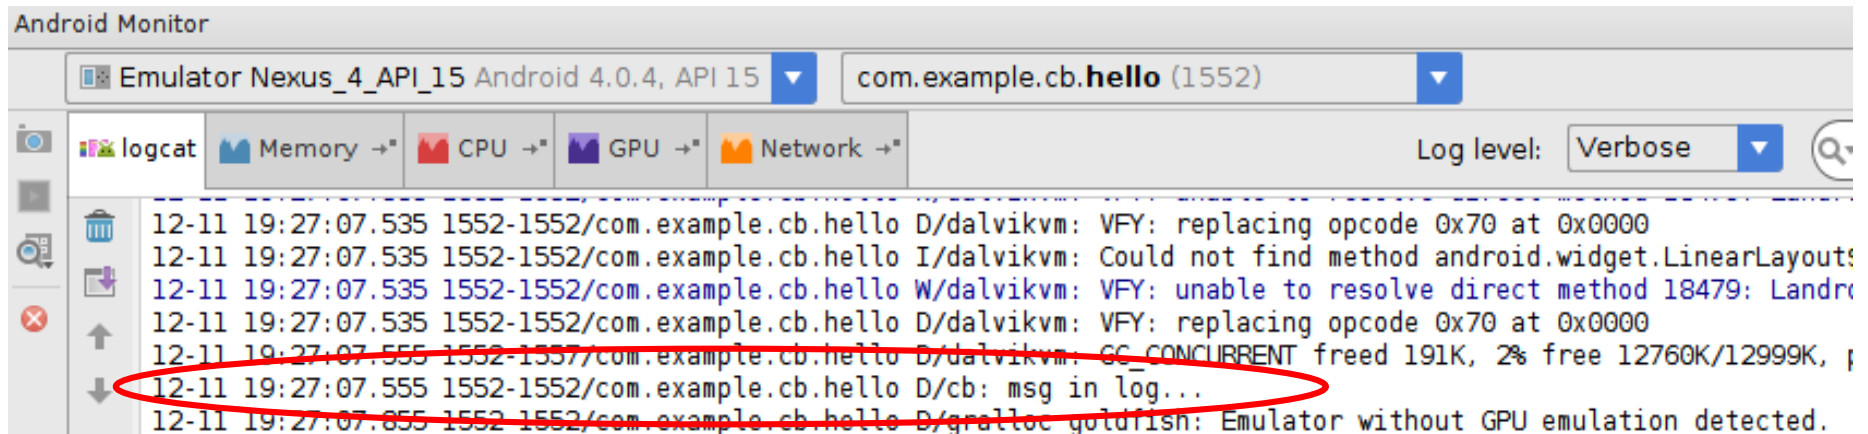 Android Monitor
Emulator Nexus_4_API_15 Android 4.0.4, API 15 com.example.cb.hello (1552)
logcat Memory CPU GPU Network Log level: Verbose
12-11 19:27:07.535 1552-1552/com.example.cb.hello D/dalvikvm: VFY: replacing opcode 0x70 at 0x0000
12-11 19:27:07.535 1552-1552/com.example.cb.hello I/dalvikvm: Could not find method android.widget.LinearLayout$
12-11 19:27:07.535 1552-1552/com.example.cb.hello W/dalvikvm: VFY: unable to resolve direct method 18479: Landro
12-11 19:27:07.535 1552-1552/com.example.cb.hello D/dalvikvm: VFY: replacing opcode 0x70 at 0x0000
12-11 19:27:07.555 1552-1557/com.example.cb.hello D/dalvikvm: GC_CONCURRENT freed 191K, 2% free 12760K/12999K, p
12-11 19:27:07.555 1552-1552/com.example.cb.hello D/cb: msg in log...
12-11 19:27:07.855 1552-1552/com.example.cb.hello D/gralloc_goldfish: Emulator without GPU emulation detected.